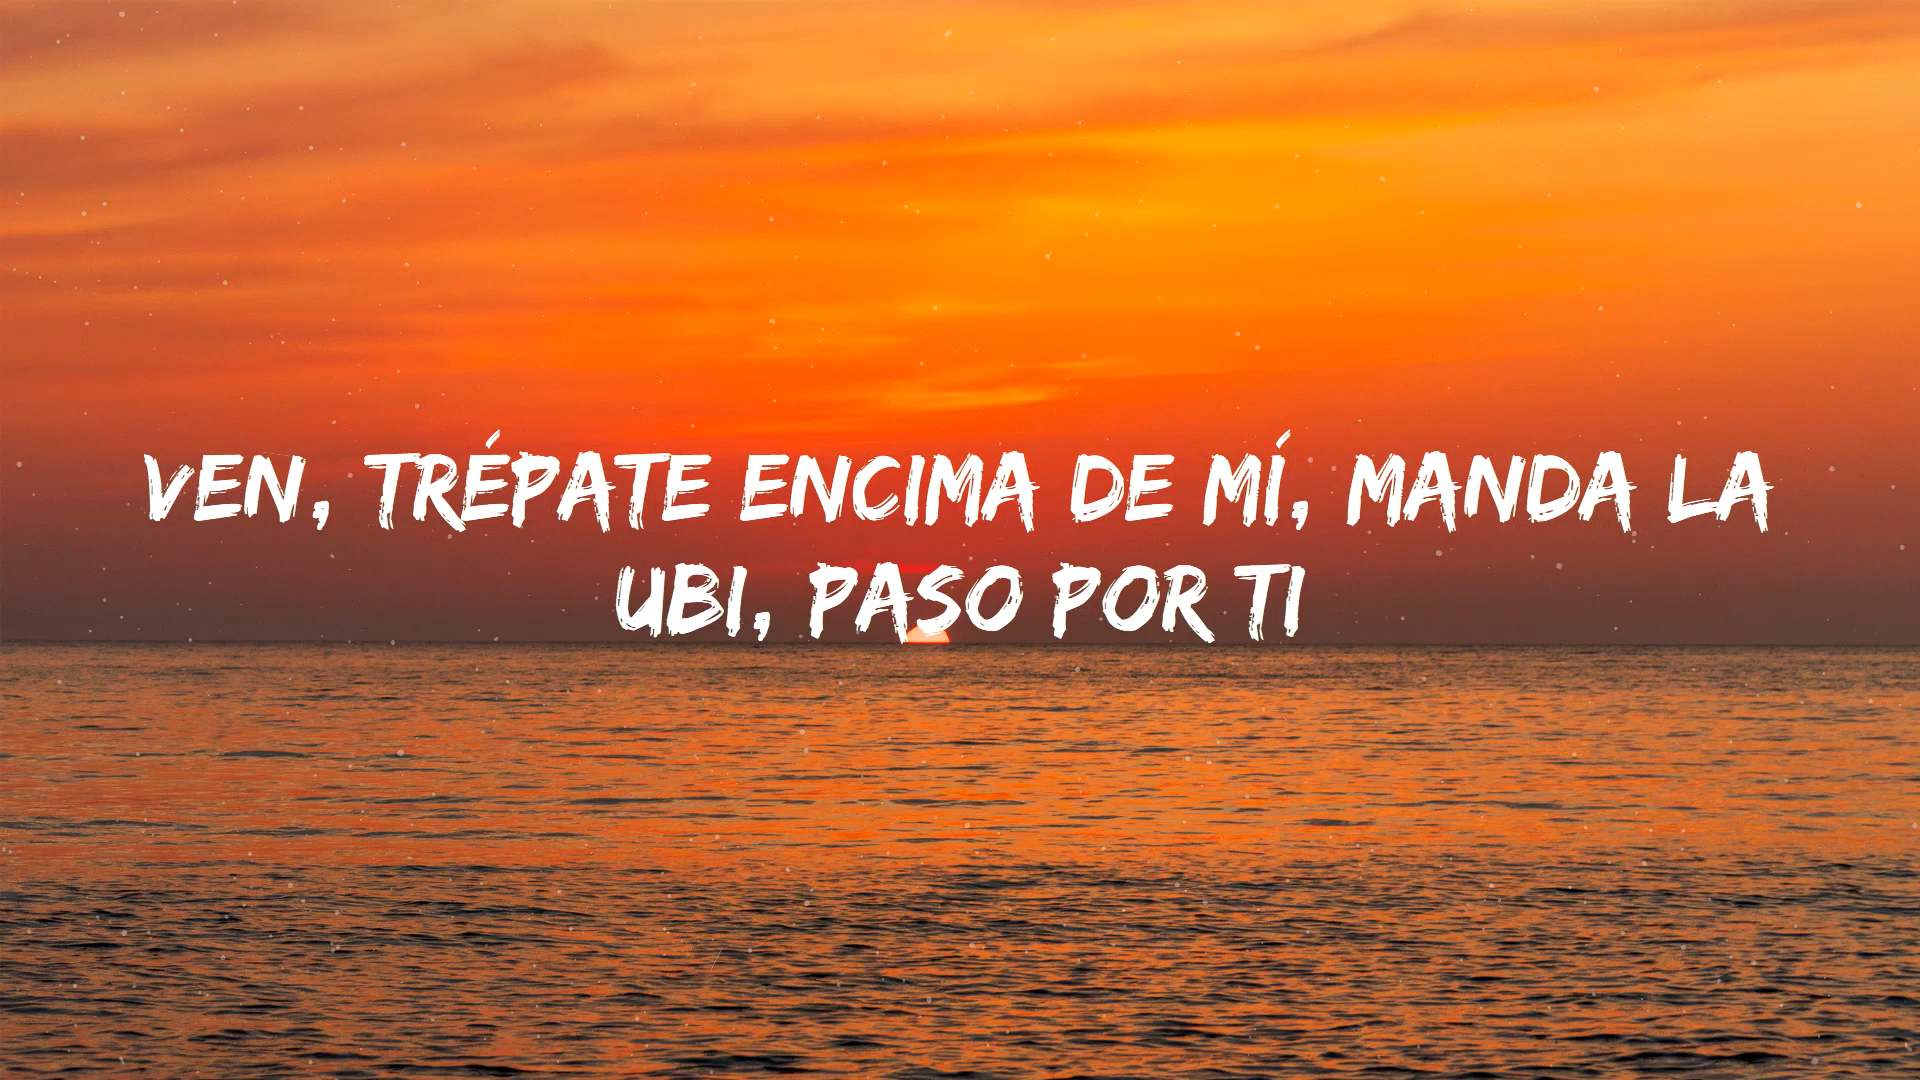 VEN, TRÉPATE ENCIMA DE MÍ, MANDA LA
UBI, PASO POR TI